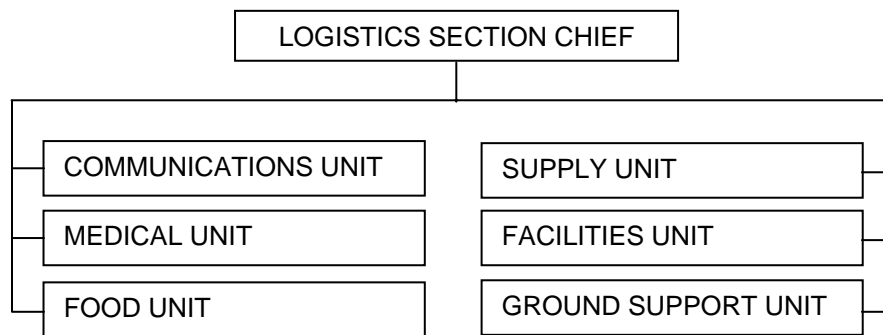 LOGISTICS SECTION CHIEF
COMMUNICATIONS UNIT
MEDICAL UNIT
FOOD UNIT
SUPPLY UNIT
FACILITIES UNIT
GROUND SUPPORT UNIT